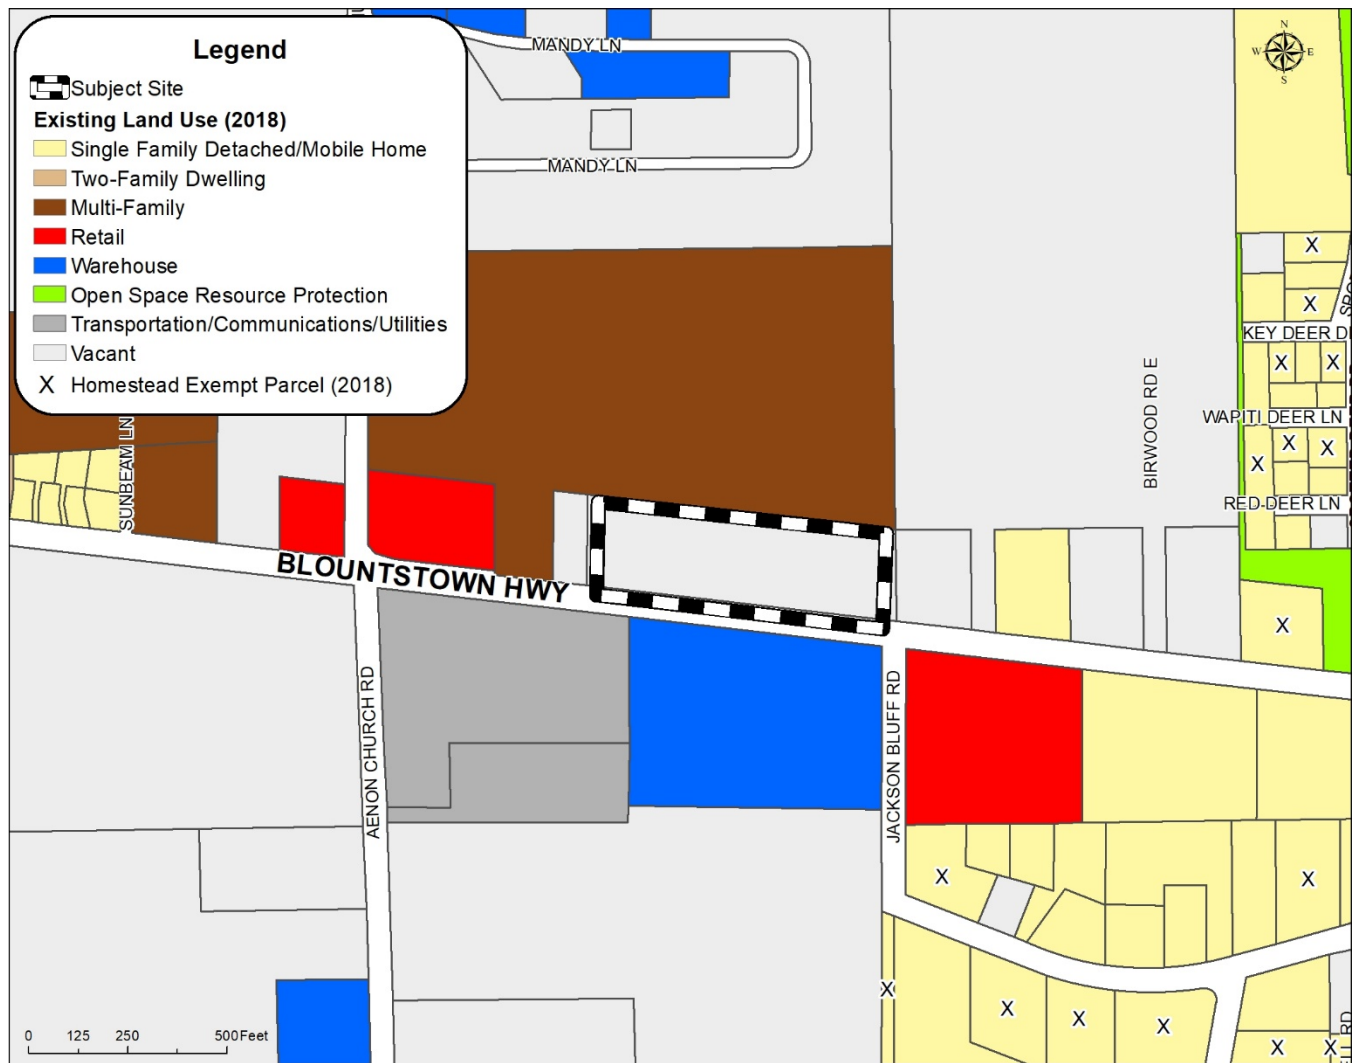 Legend
Subject Site
Existing Land Use (2018)
Single Family Detached/Mobile Home
Two-Family Dwelling
Multi-Family
Retail
Warehouse
Open Space Resource Protection
Transportation/Communications/Utilities
Vacant
X Homestead Exempt Parcel (2018)
MANDY LN
MANDY LN
N
W E
S
X
X
KEY DEER D
X X
WAPITI DEER LN
X X
X
RED DEER LN
BIRWOOD RD E
SUNBEAM LN
BLOUNTSTOWN HWY
X
AENON CHURCH RD
JACKSON BLUFF RD
X X
X
X X X
X X
RD
0 125 250 500 Feet